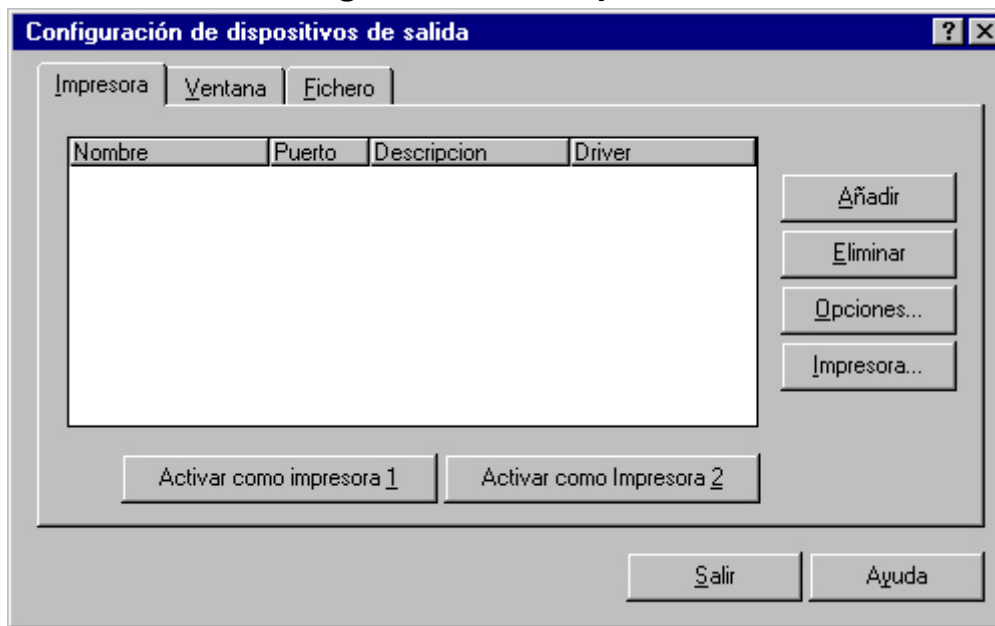 Configuración de dispositivos de salida
Impresora Ventana Fichero
Nombre Puerto Descripcion Driver
Añadir
Eliminar
Opciones...
Impresora...
Activar como impresora 1 Activar como Impresora 2
Salir Ayuda